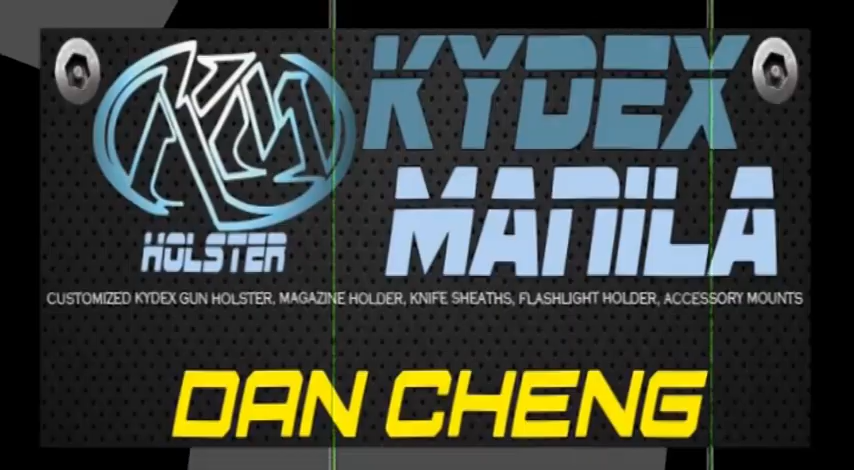 KM
KYDEX
MANILA
HOLSTER
CUSTOMIZED KYDEX GUN HOLSTER, MAGAZINE HOLDER, KNIFE SHEATHS, FLASHLIGHT HOLDER, ACCESSORY MOUNTS
DAN CHENG